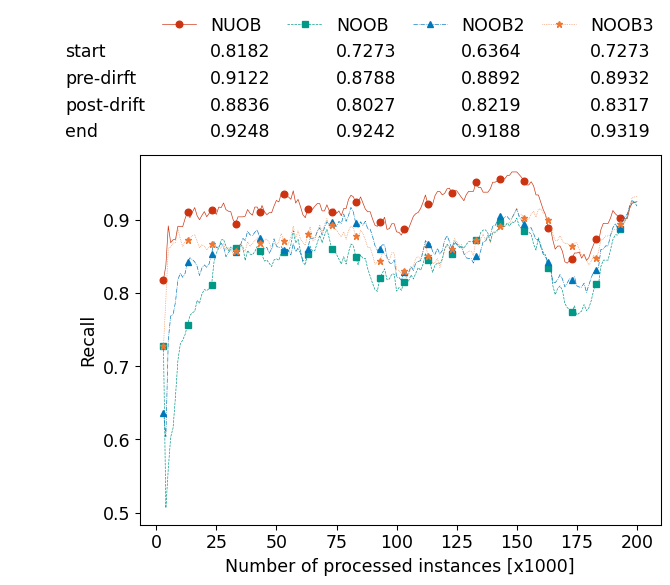 NUOB NOOB NOOB2 NOOB3
start 0.8182 0.7273 0.6364 0.7273
pre-dirft 0.9122 0.8788 0.8892 0.8932
post-drift 0.8836 0.8027 0.8219 0.8317
end 0.9248 0.9242 0.9188 0.9319
0.9
0.8
0.7
0.6
0.5
Recall
0 25 50 75 100 125 150 175 200
Number of processed instances [x1000]